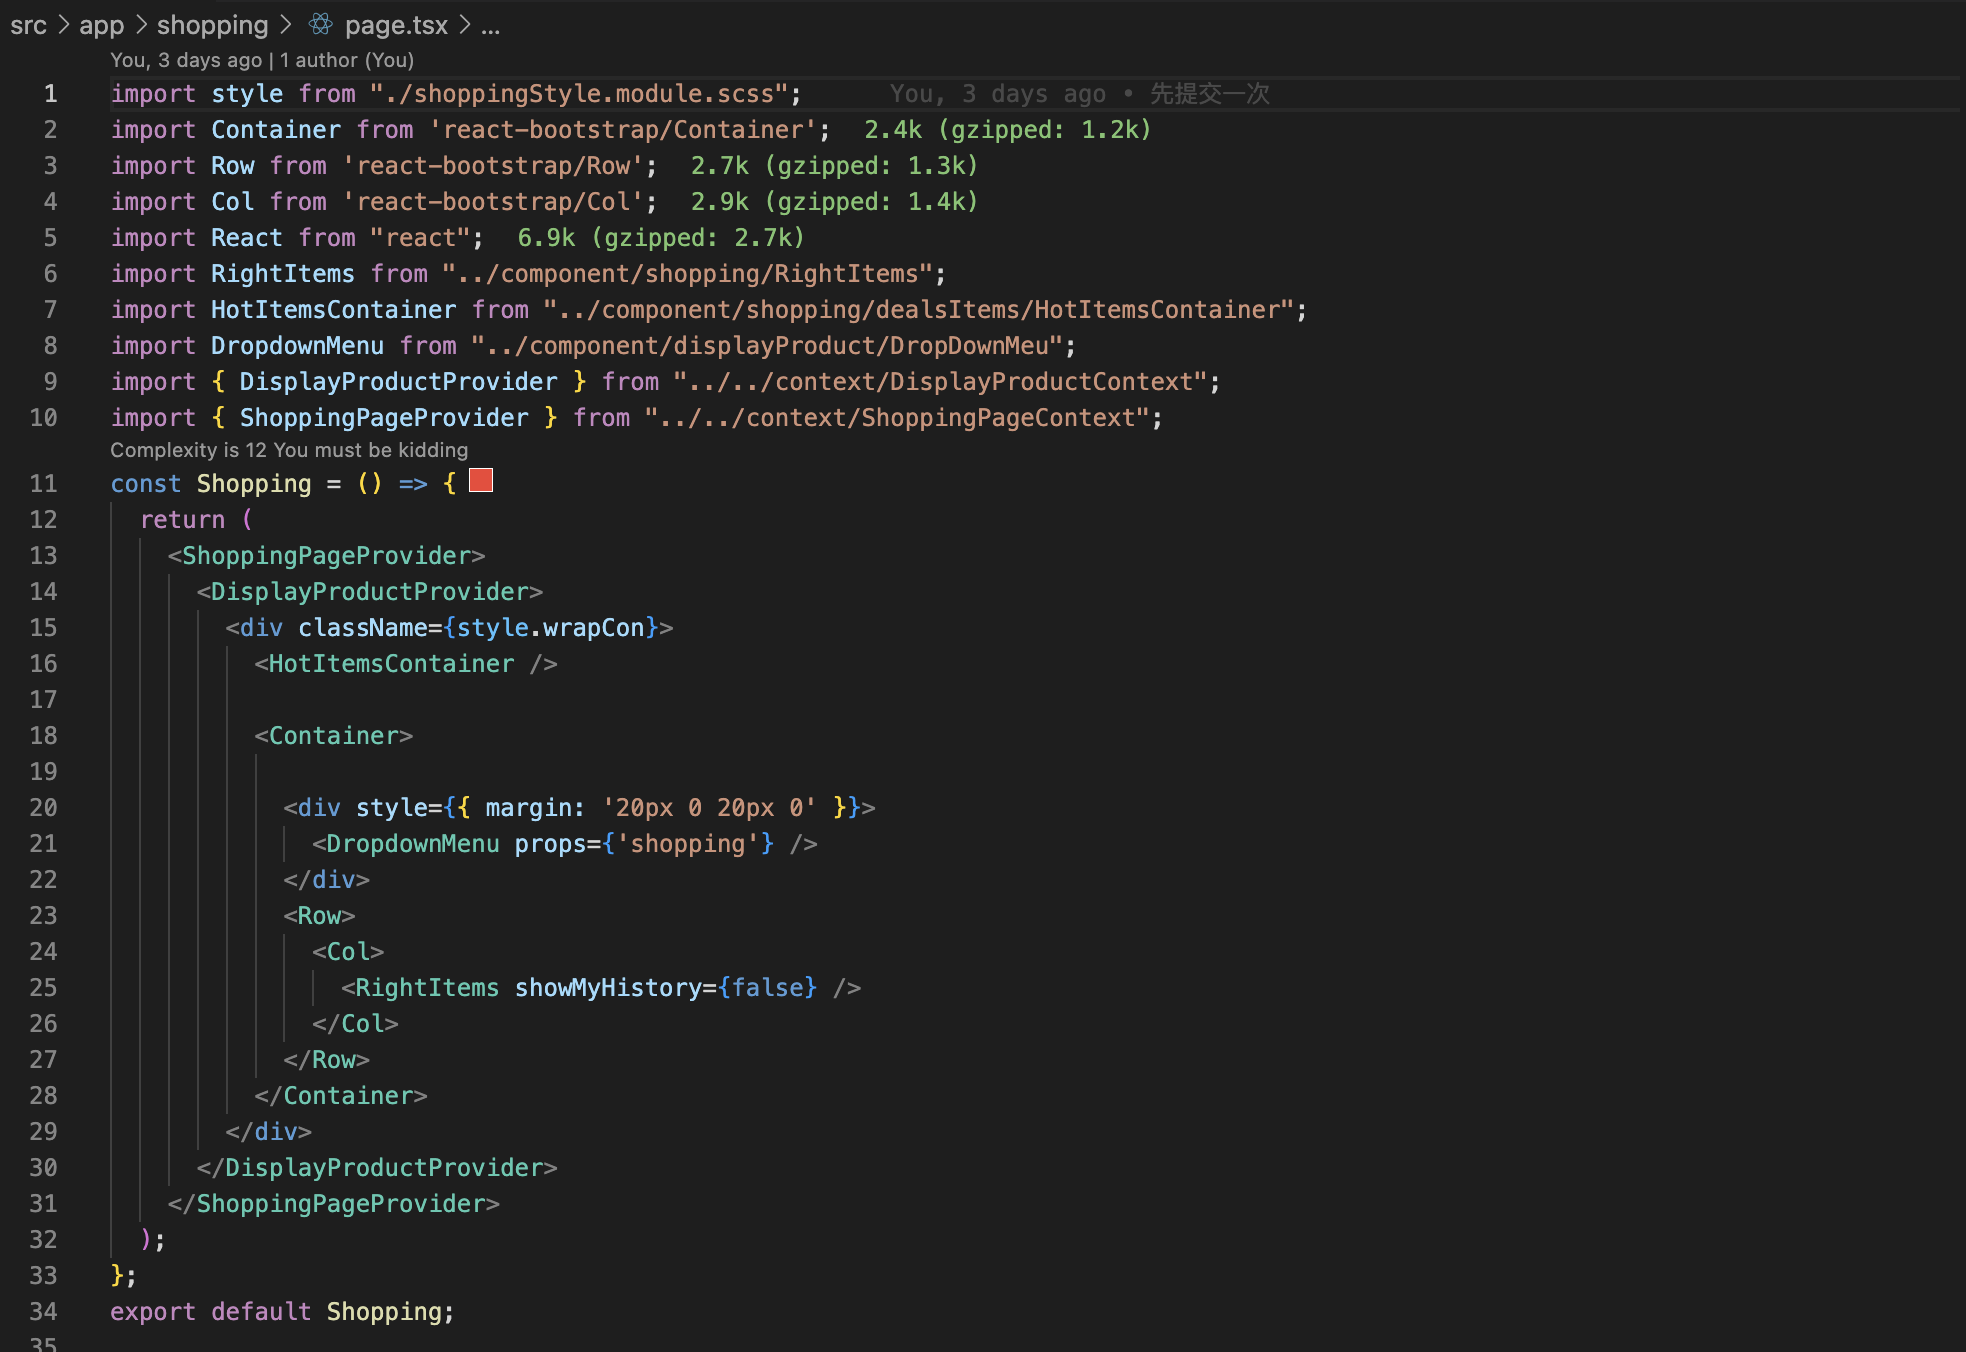 src > app > shopping > page.tsx > ...
You, 3 days ago | 1 author (You)
1 import style from "./shoppingStyle.module.scss"; You, 3 days ago • 先提交一次
2 import Container from 'react-bootstrap/Container'; 2.4k (gzipped: 1.2k)
3 import Row from 'react-bootstrap/Row'; 2.7k (gzipped: 1.3k)
4 import Col from 'react-bootstrap/Col'; 2.9k (gzipped: 1.4k)
5 import React from "react"; 6.9k (gzipped: 2.7k)
6 import RightItems from "../component/shopping/RightItems";
7 import HotItemsContainer from "../component/shopping/dealsItems/HotItemsContainer";
8 import DropdownMenu from "../component/displayProduct/DropDownMeu";
9 import { DisplayProductProvider } from "../../context/DisplayProductContext";
10 import { ShoppingPageProvider } from "../../context/ShoppingPageContext";
Complexity is 12 You must be kidding
11 const Shopping = () => {
12 return (
13 <ShoppingPageProvider>
14 <DisplayProductProvider>
15 <div className={style.wrapCon}>
16 <HotItemsContainer />
17
18 <Container>
19
20 <div style={{ margin: '20px 0 20px 0' }}>
21 <DropdownMenu props={'shopping'} />
22 </div>
23 <Row>
24 <Col>
25 <RightItems showMyHistory={false} />
26 </Col>
27 </Row>
28 </Container>
29 </div>
30 </DisplayProductProvider>
31 </ShoppingPageProvider>
32 );
33 };
34 export default Shopping;
35